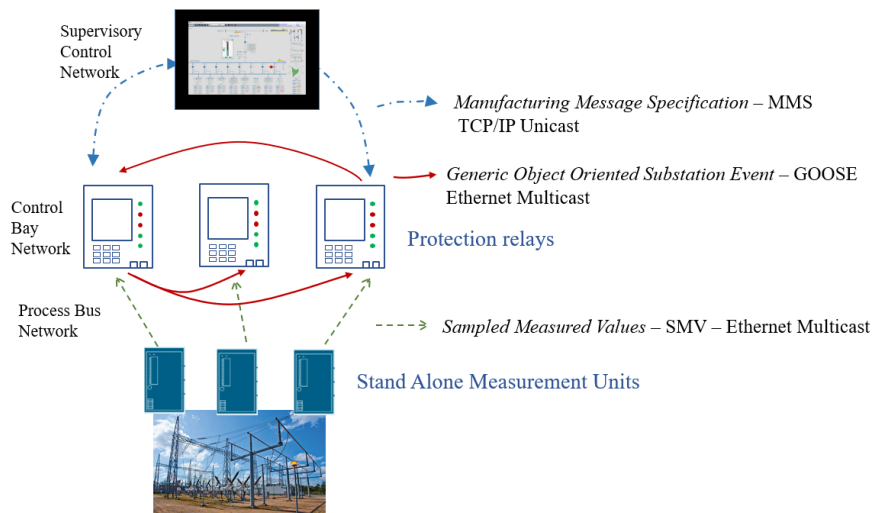 Supervisory
Control
Network
Manufacturing Message Specification – MMS
TCP/IP Unicast
Generic Object Oriented Substation Event – GOOSE
Ethernet Multicast
Control
Bay
Network
Protection relays
Process Bus
Network
Sampled Measured Values – SMV – Ethernet Multicast
Stand Alone Measurement Units